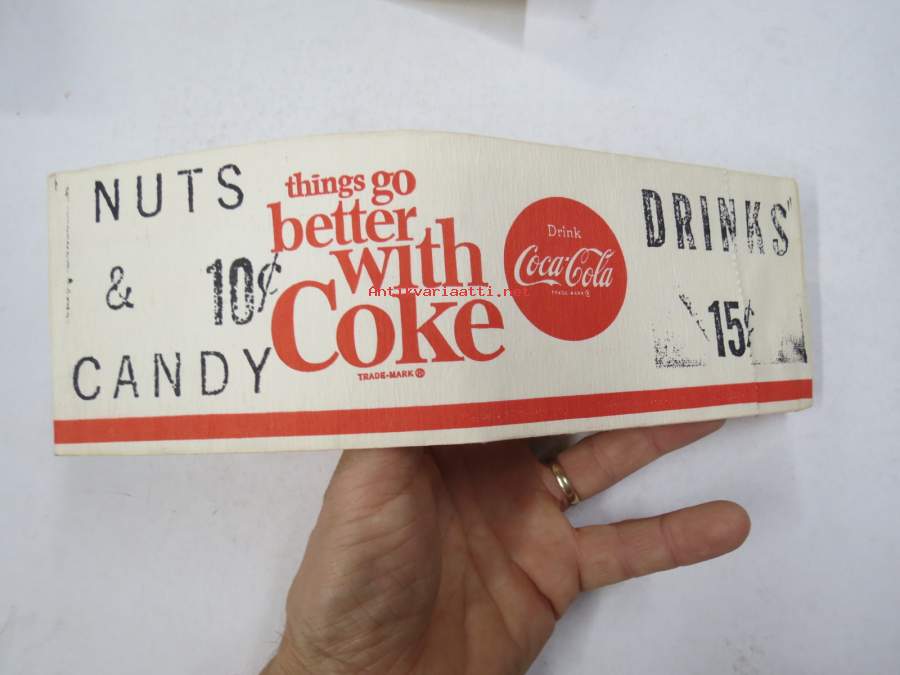 NUTS
&
10¢
CANDY
things go
better
with
Coke
TRADE-MARK ®
Drink
Coca-Cola
TRADE MARK ®
DRINKS
15¢
Antikvariaatti.net